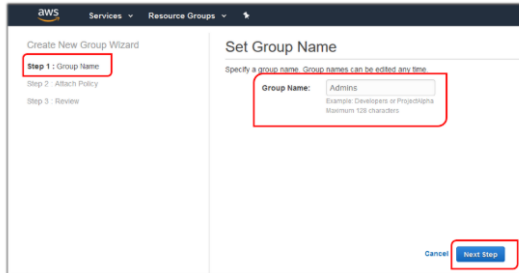 aws
Services Resource Groups
Create New Group Wizard
Step 1 : Group Name
Step 2 : Attach Policy
Step 3 : Review
Set Group Name
Specify a group name. Group names can be edited any time.
Group Name: Admins
Example: Developers or ProjectAlpha
Maximum 128 characters
Cancel Next Step